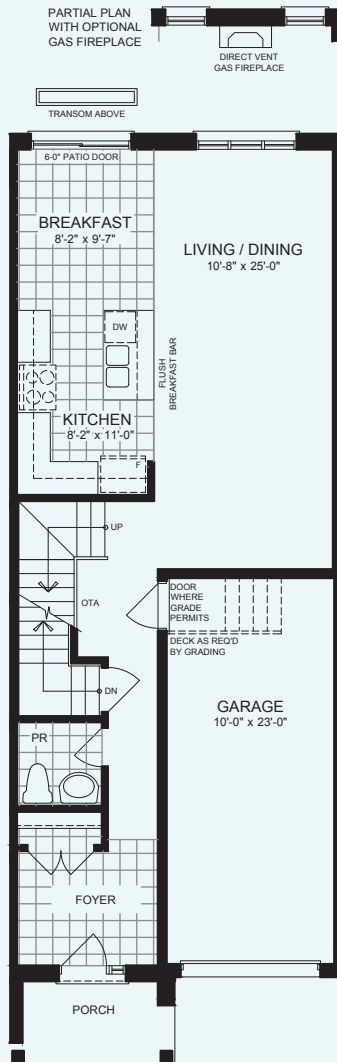 PARTIAL PLAN
WITH OPTIONAL
GAS FIREPLACE
DIRECT VENT
GAS FIREPLACE
TRANSOM ABOVE
6-0" PATIO DOOR
BREAKFAST
8'-2" x 9'-7"
LIVING / DINING
10'-8" x 25'-0"
DW
FLUSH
BREAKFAST BAR
KITCHEN
8'-2" x 11'-0"
F
UP
OTA
DOOR
WHERE
GRADE
PERMITS
DECK AS REQ'D
BY GRADING
DN
GARAGE
10'-0" x 23'-0"
PR
FOYER
PORCH